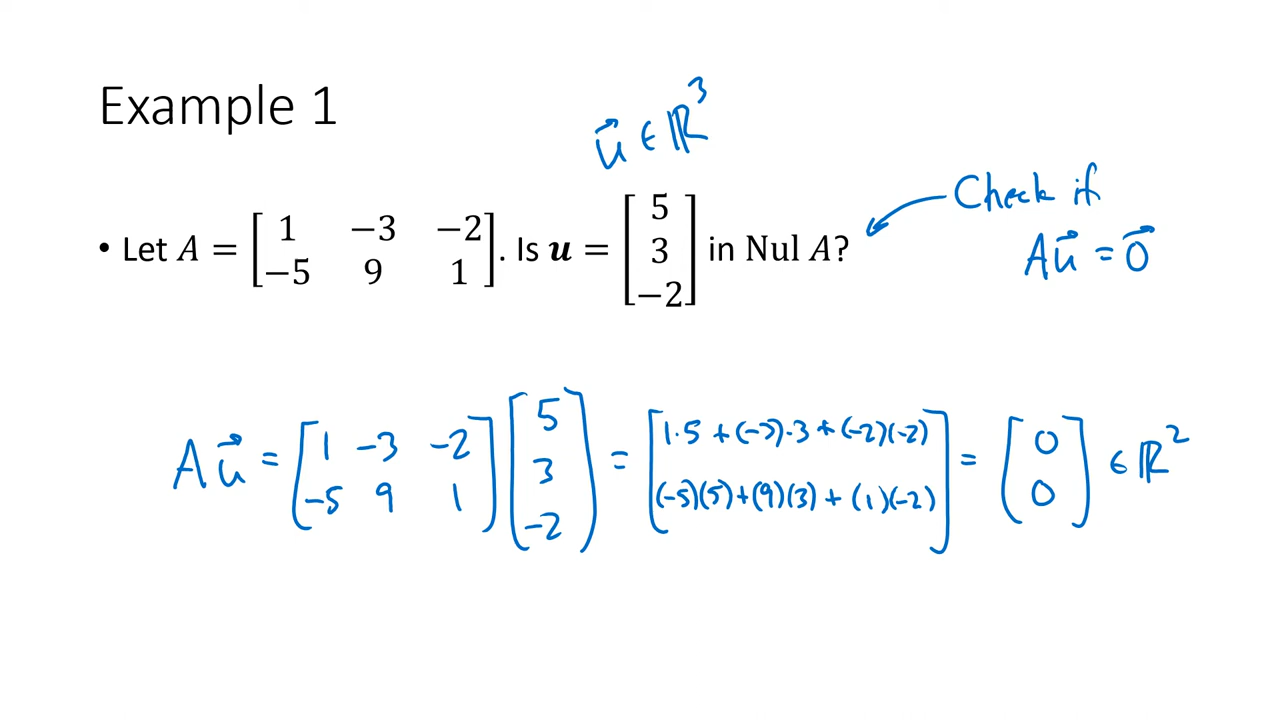 Example 1
u⃗ ∈ ℝ³
Check if
Au⃗ = 0⃗
• Let A = [1 −3 −2; −5 9 1]. Is u = [5; 3; −2] in Nul A?
Au⃗ = [1 −3 −2; −5 9 1] [5; 3; −2] = [1·5 + (−3)·3 + (−2)(−2); (−5)(5) + (9)(3) + (1)(−2)] = [0; 0] ∈ ℝ²